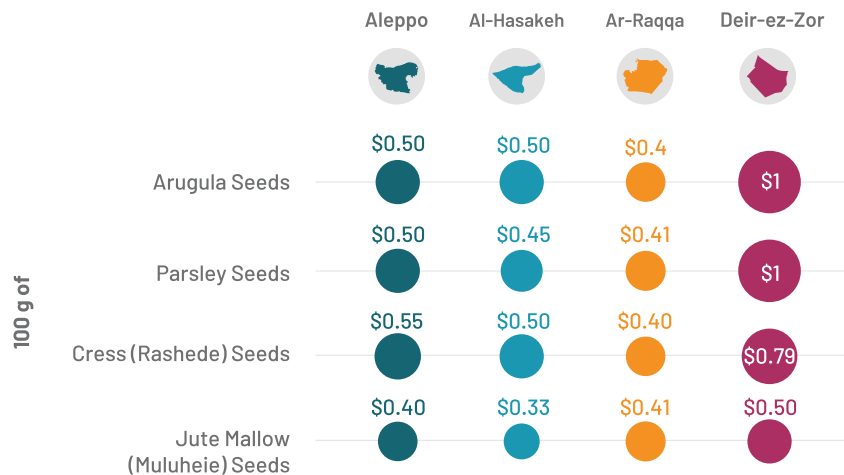 Aleppo Al-Hasakeh Ar-Raqqa Deir-ez-Zor
$0.50 $0.50 $0.4
Arugula Seeds $1
$0.50 $0.45 $0.41
Parsley Seeds $1
100 g of
$0.55 $0.50 $0.40
Cress (Rashede) Seeds $0.79
$0.40 $0.33 $0.41 $0.50
Jute Mallow
(Muluheie) Seeds